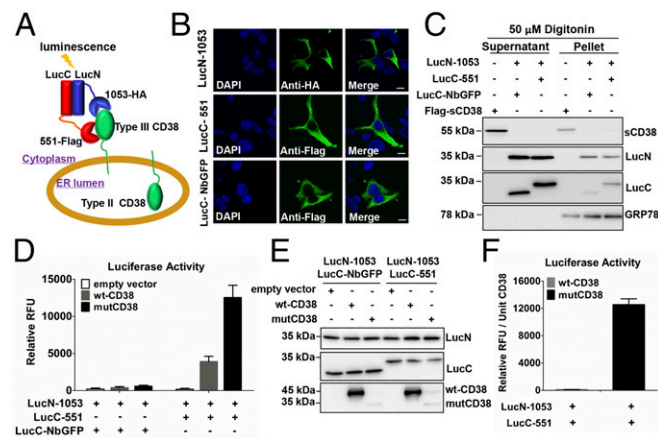 A
luminescence
LucC LucN
1053-HA
Type III CD38
551-Flag
Cytoplasm
ER lumen
Type II CD38
B
LucN-1053
DAPI
Anti-HA
Merge
LucC- 551
DAPI
Anti-Flag
Merge
LucC- NbGFP
DAPI
Anti-Flag
Merge
C
50 µM Digitonin
Supernatant Pellet
LucN-1053 - + + - + +
LucC-551 - - + - - +
LucC-NbGFP - + - - + -
Flag-sCD38 + - - + - -
55 kDa
sCD38
35 kDa
LucN
35 kDa
LucC
78 kDa
GRP78
D
Luciferase Activity
empty vector
wt-CD38
mutCD38
Relative RFU
15000
10000
5000
0
LucN-1053 + + + + + +
LucC-551 + + +
LucC-NbGFP + + +
E
LucN-1053 LucN-1053
LucC-NbGFP LucC-551
empty vector + - - + - -
wt-CD38 - + - - + -
mutCD38 - - + - - +
35 kDa
LucN
35 kDa
LucC
45 kDa
wt-CD38
35 kDa
mutCD38
F
Luciferase Activity
wt-CD38
mutCD38
Relative RFU / Unit CD38
16000
12000
8000
4000
0
LucN-1053 + +
LucC-551 + +